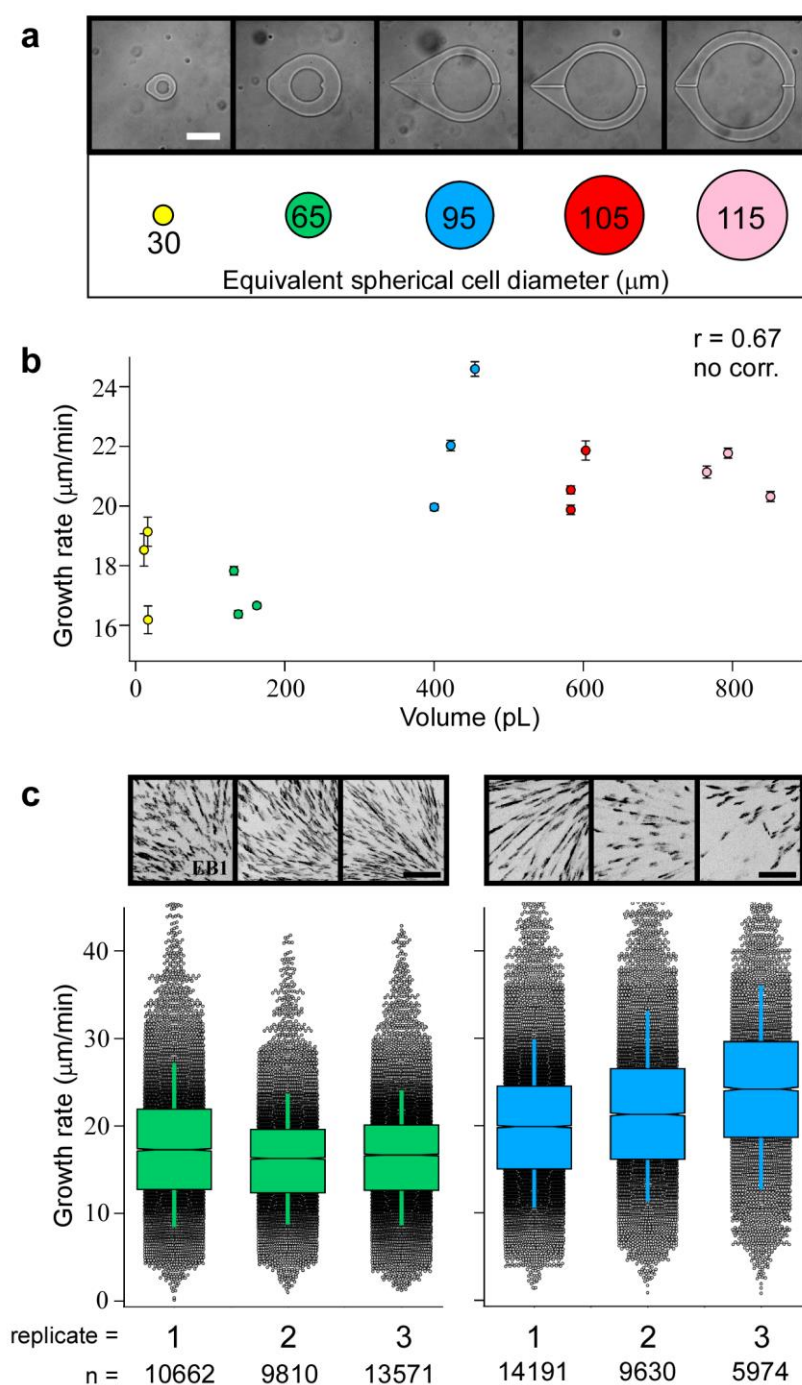 a
65 95 105 115
30
Equivalent spherical cell diameter (μm)
b
r = 0.67
no corr.
Growth rate (μm/min)
24
22
20
18
16
0 200 400 600 800
Volume (pL)
c
EB1
Growth rate (μm/min)
40
30
20
10
0
replicate = 1 2 3 1 2 3
n = 10662 9810 13571 14191 9630 5974